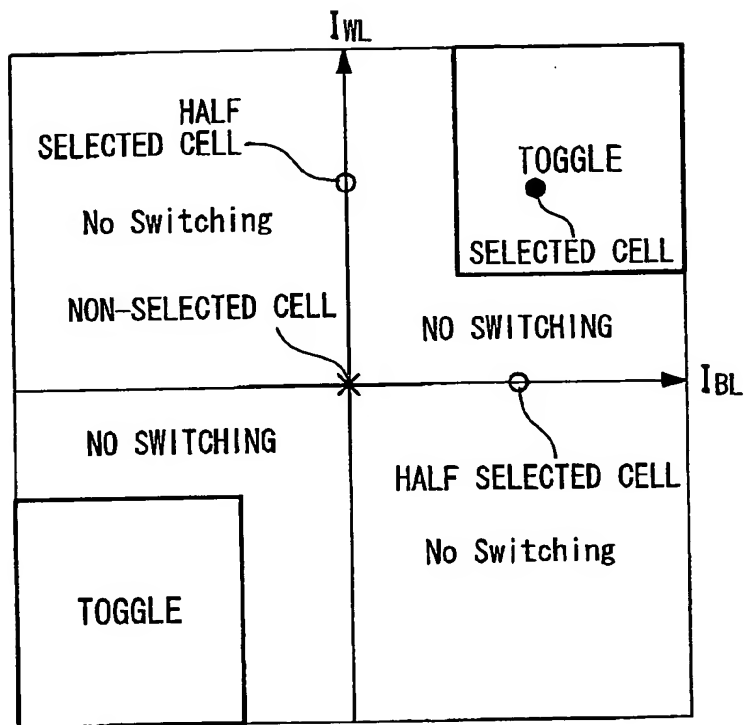 IWL
HALF
SELECTED CELL
TOGGLE
No Switching
SELECTED CELL
NON-SELECTED CELL
NO SWITCHING
IBL
NO SWITCHING
HALF SELECTED CELL
No Switching
TOGGLE